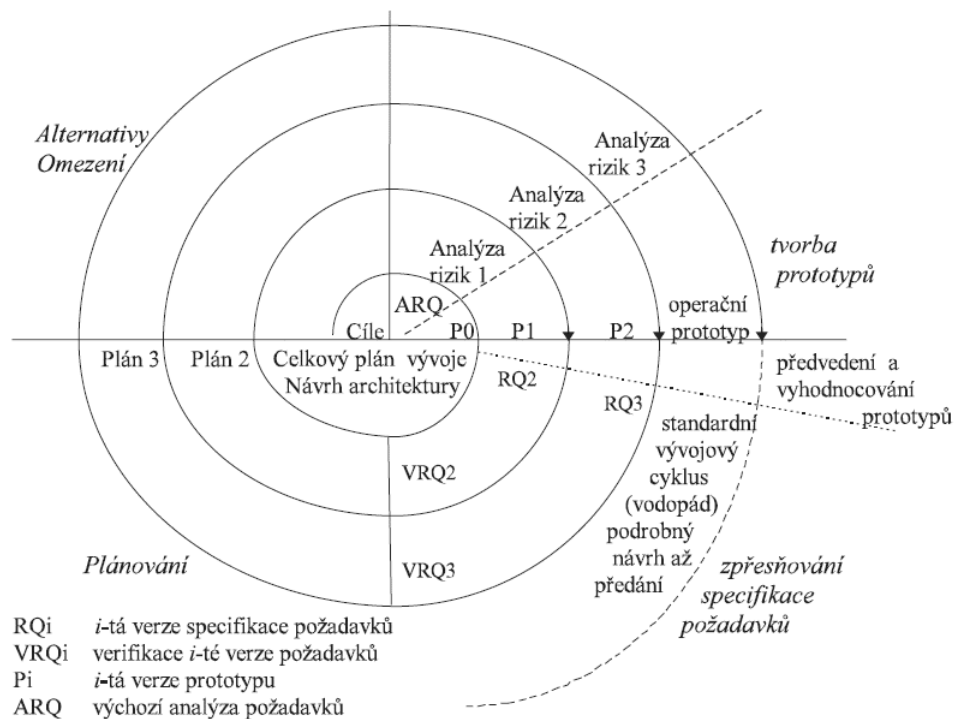 Alternativy
Omezení
Analýza
rizik 3
Analýza
rizik 2
Analýza
rizik 1
tvorba
prototypů
ARQ
operační
prototyp
Cíle
P0
P1
P2
Plán 3
Plán 2
Celkový plán vývoje
Návrh architektury
RQ2
RQ3
předvedení a
vyhodnocování
prototypů
standardní
vývojový
cyklus
(vodopád)
podrobný
návrh až
předání
VRQ2
VRQ3
Plánování
zpřesňování
specifikace
požadavků
RQi i-tá verze specifikace požadavků
VRQi verifikace i-té verze požadavků
Pi i-tá verze prototypu
ARQ výchozí analýza požadavků